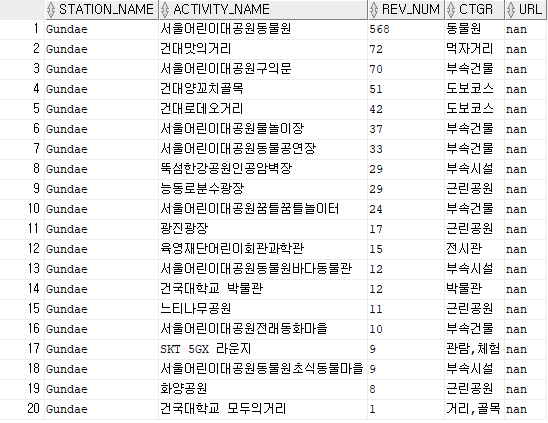 STATION_NAME ACTIVITY_NAME REV_NUM CTGR URL
1 Gundae 서울어린이대공원동물원 568 동물원 nan
2 Gundae 건대맛의거리 72 먹자거리 nan
3 Gundae 서울어린이대공원구의문 70 부속건물 nan
4 Gundae 건대양꼬치골목 51 도보코스 nan
5 Gundae 건대로데오거리 42 도보코스 nan
6 Gundae 서울어린이대공원물놀이장 37 부속건물 nan
7 Gundae 서울어린이대공원동물공연장 33 부속건물 nan
8 Gundae 뚝섬한강공원인공암벽장 29 부속시설 nan
9 Gundae 능동로분수광장 29 근린공원 nan
10 Gundae 서울어린이대공원꿈틀꿈틀놀이터 24 부속건물 nan
11 Gundae 광진광장 17 근린공원 nan
12 Gundae 육영재단어린이회관과학관 15 전시관 nan
13 Gundae 서울어린이대공원동물원바다동물관 12 부속시설 nan
14 Gundae 건국대학교 박물관 12 박물관 nan
15 Gundae 느티나무공원 11 근린공원 nan
16 Gundae 서울어린이대공원전래동화마을 10 부속건물 nan
17 Gundae SKT 5GX 라운지 9 관람,체험 nan
18 Gundae 서울어린이대공원동물원초식동물마을 9 부속시설 nan
19 Gundae 화양공원 8 근린공원 nan
20 Gundae 건국대학교 모두의거리 1 거리,골목 nan